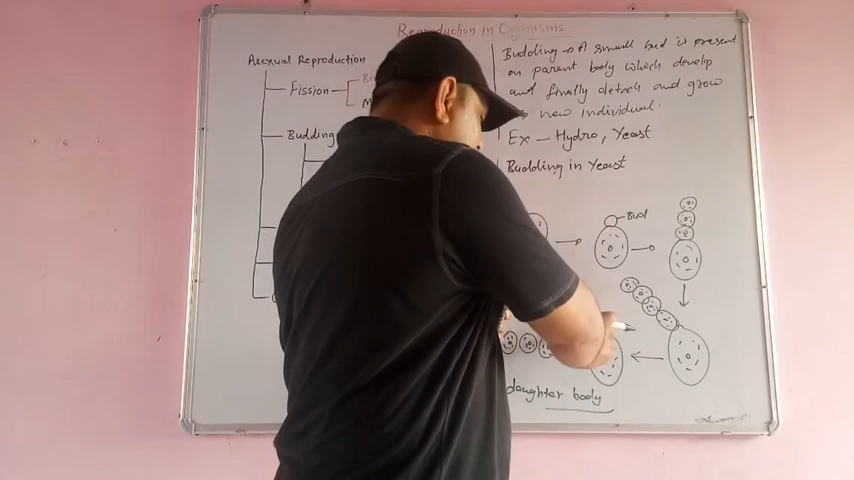 Reproduction in Organisms
Asexual Reproduction
Fission
Budding
Budding → A small bud is present
on parent body which develop
and finally detach and grow
new individual.
Ex – Hydro, Yeast
Budding in Yeast
Bud
daughter body